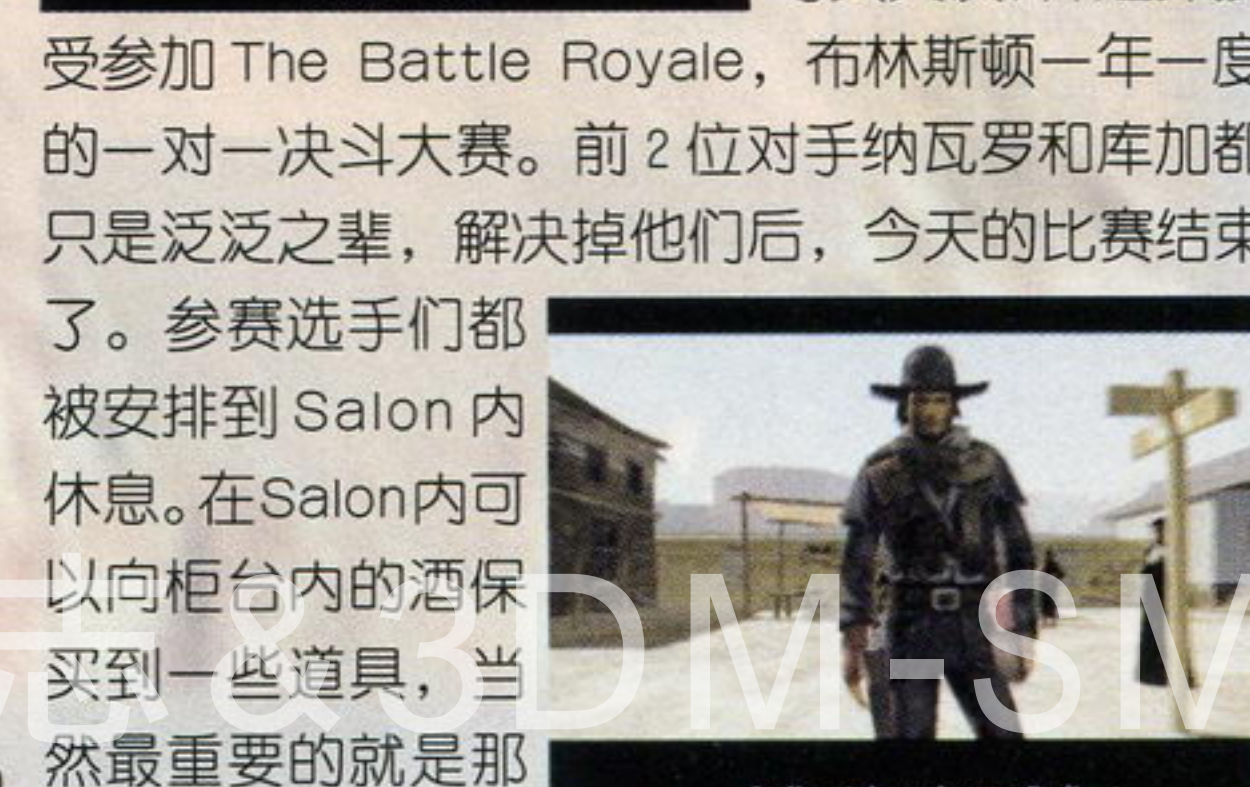 受参加 The Battle Royale，布林斯顿一年一度
的一对一决斗大赛。前2位对手纳瓦罗和库加都
只是泛泛之辈，解决掉他们后，今天的比赛结束
了。参赛选手们都
被安排到 Salon 内
休息。在Salon内可
以向柜台内的酒保
买到一些道具，当
然最重要的就是那
志&3DM-SM